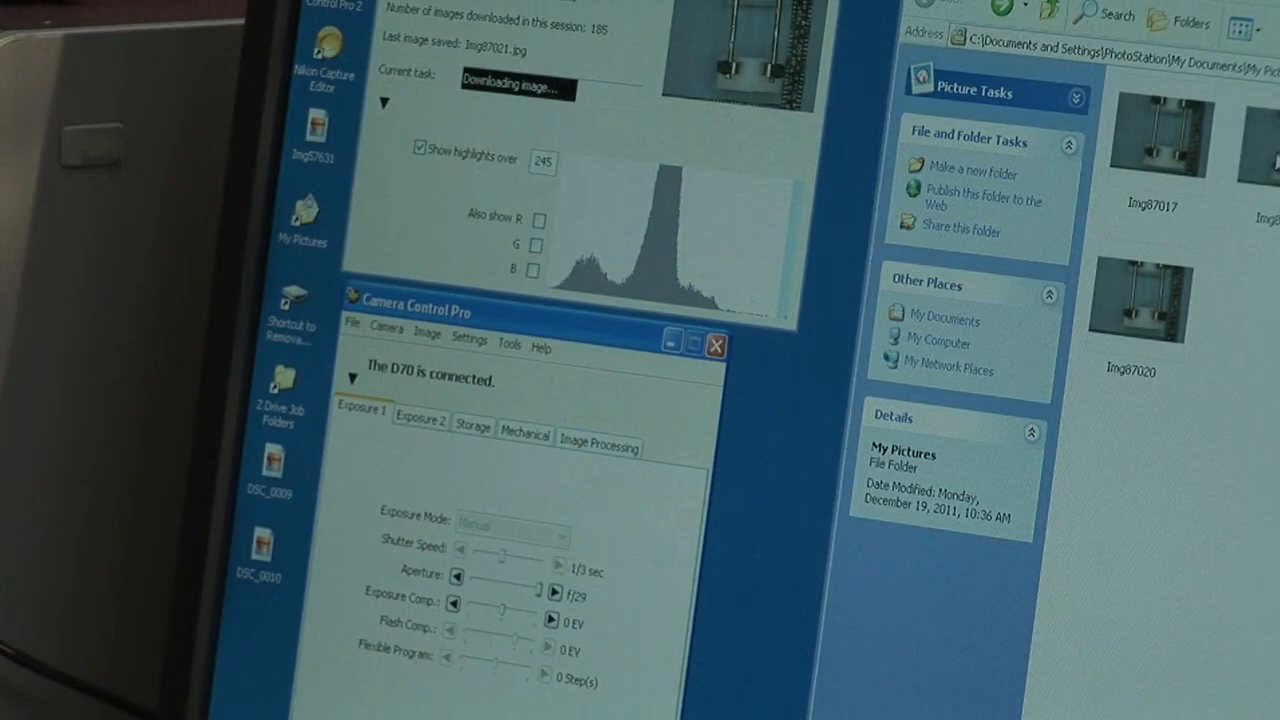 Control Pro 2
Nikon Capture
Editor
Img57631
My Pictures
Shortcut to
Remova...
Z Drive Job
Folders
DSC_0009
DSC_0010
Number of images downloaded in this session: 185
Last image saved: Img87021.jpg
Current task: Downloading image...
Show highlights over 245
Also show R
G
B
Camera Control Pro
File Camera Image Settings Tools Help
The D70 is connected.
Exposure 1 Exposure 2 Storage Mechanical Image Processing
Exposure Mode: Manual
Shutter Speed: 1/3 sec
Aperture: f/29
Exposure Comp.: 0 EV
Flash Comp.: 0 EV
Flexible Program: 0 Step(s)
Search Folders
Address C:\Documents and Settings\PhotoStation\My Documents\My Pic
Picture Tasks
File and Folder Tasks
Make a new folder
Publish this folder to the
Web
Share this folder
Other Places
My Documents
My Computer
My Network Places
Details
My Pictures
File Folder
Date Modified: Monday,
December 19, 2011, 10:36 AM
Img87017
Img8
Img87020